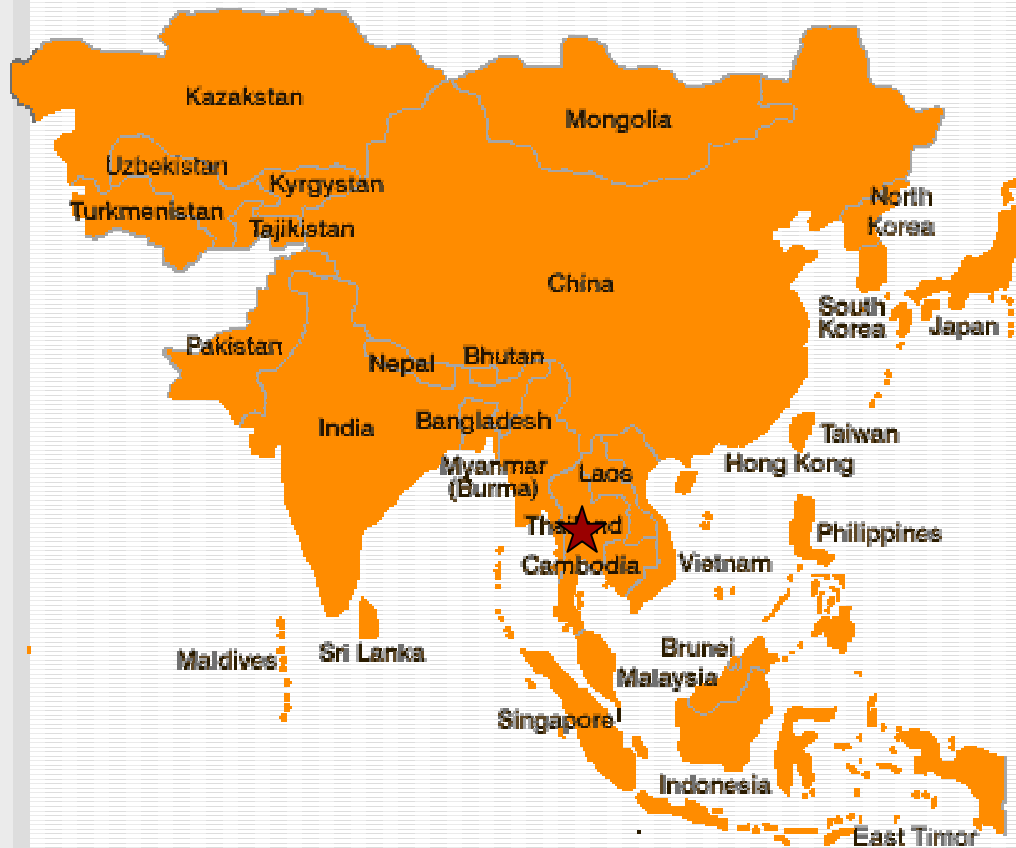 Kazakstan
Mongolia
Uzbekistan
Kyrgystan
North
Korea
Turkmenistan
Tajikistan
China
South
Korea
Japan
Pakistan
Nepal
Bhutan
India
Bangladesh
Taiwan
Hong Kong
Myanmar
(Burma)
Laos
Thailand
Philippines
Cambodia
Vietnam
Maldives
Sri Lanka
Brunei
Malaysia
Singapore
Indonesia
East Timor